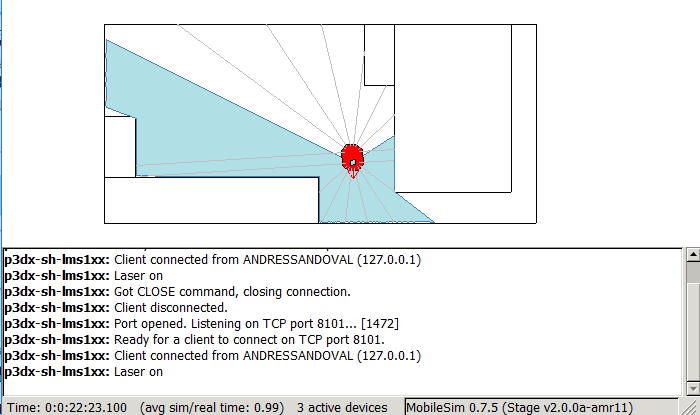 p3dx-sh-lms1xx: Client connected from ANDRESSANDOVAL (127.0.0.1)
p3dx-sh-lms1xx: Laser on
p3dx-sh-lms1xx: Got CLOSE command, closing connection.
p3dx-sh-lms1xx: Client disconnected.
p3dx-sh-lms1xx: Port opened. Listening on TCP port 8101... [1472]
p3dx-sh-lms1xx: Ready for a client to connect on TCP port 8101.
p3dx-sh-lms1xx: Client connected from ANDRESSANDOVAL (127.0.0.1)
p3dx-sh-lms1xx: Laser on
Time: 0:0:22:23.100 (avg sim/real time: 0.99) 3 active devices MobileSim 0.7.5 (Stage v2.0.0a-amr11)